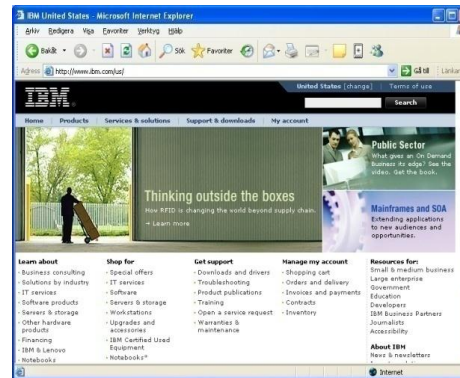 IBM United States - Microsoft Internet Explorer
Arkiv Redigera Visa Favoriter Verktyg Hjälp
Bakåt Sök Favoriter
Adress http://www.ibm.com/us/ Gå till Länkar
United States [change] | Terms of use
IBM
Search
Home | Products | Services & solutions | Support & downloads | My account
Thinking outside the boxes
How RFID is changing the world beyond supply chain.
→ Learn more
Public Sector
What gives an On Demand
Business its edge? See the
video. Get the book.
Mainframes and SOA
Extending applications
to new audiences and
opportunities.
Learn about
Business consulting
Solutions by industry
IT services
Software products
Servers & storage
Other hardware
products
Financing
IBM & Lenovo
Notebooks
Shop for
Special offers
IT services
Software
Servers & storage
Workstations
Upgrades and
accessories
IBM Certified Used
Equipment
Notebooks*
Get support
Downloads and drivers
Troubleshooting
Product publications
Training
Open a service request
Warranties &
maintenance
Manage my account
Shopping cart
Orders and delivery
Invoices and payments
Contracts
Inventory
Resources for:
Small & medium business
Large enterprise
Government
Education
Developers
IBM Business Partners
Journalists
Accessibility
About IBM
News & newsletters
Internet